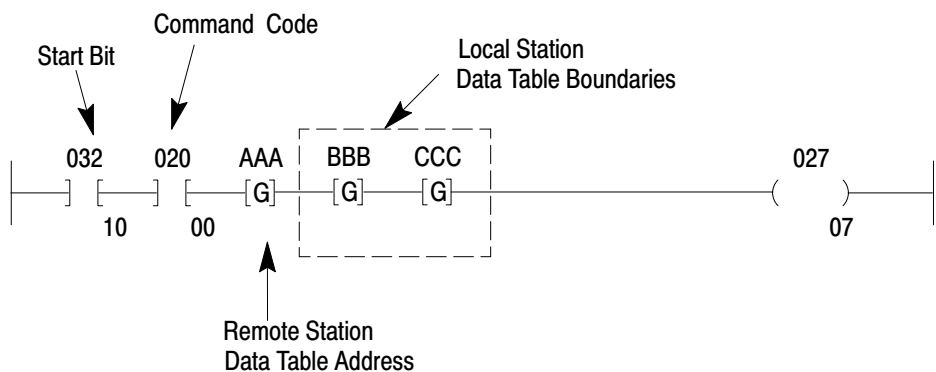 Command Code
Start Bit
Local Station
Data Table Boundaries
032 020 AAA BBB CCC 027
] [ ] [ [G] [G] [G] ( )
10 00 07
Remote Station
Data Table Address